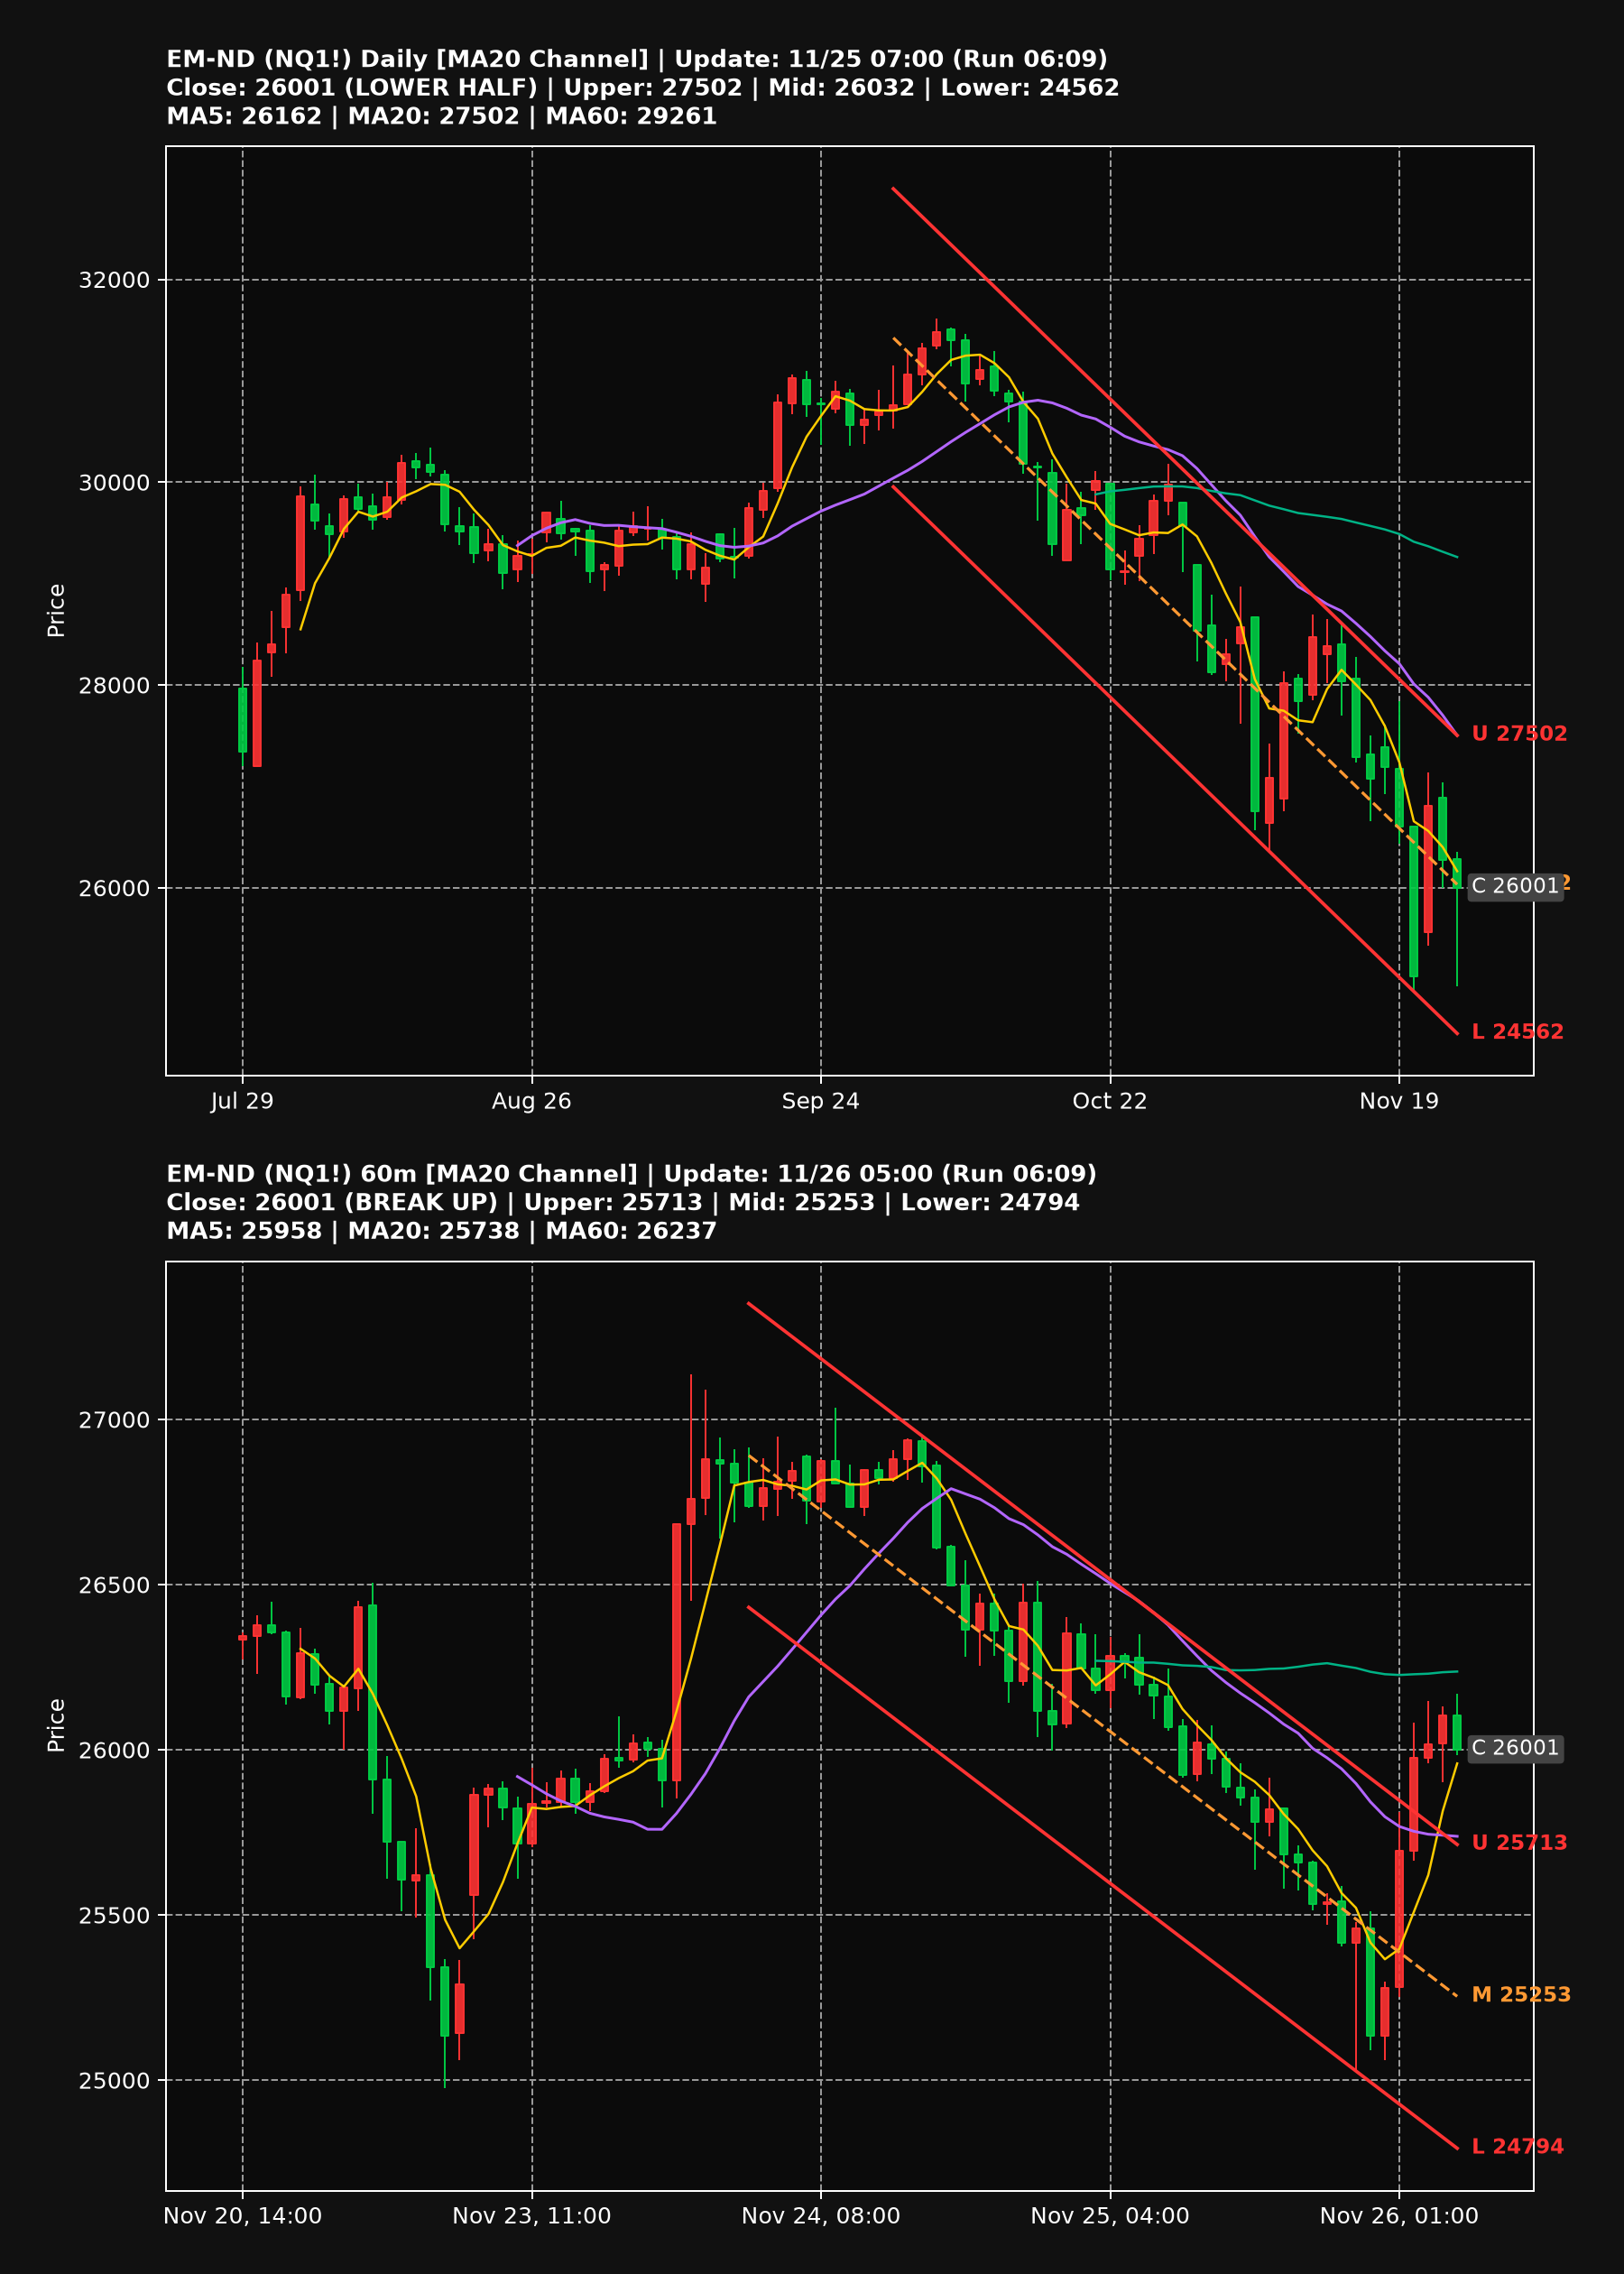 EM-ND (NQ1!) Daily [MA20 Channel] | Update: 11/25 07:00 (Run 06:09)
Close: 26001 (LOWER HALF) | Upper: 27502 | Mid: 26032 | Lower: 24562
MA5: 26162 | MA20: 27502 | MA60: 29261
32000
30000
28000
26000
Price
U 27502
C 26001
2
L 24562
Jul 29
Aug 26
Sep 24
Oct 22
Nov 19
EM-ND (NQ1!) 60m [MA20 Channel] | Update: 11/26 05:00 (Run 06:09)
Close: 26001 (BREAK UP) | Upper: 25713 | Mid: 25253 | Lower: 24794
MA5: 25958 | MA20: 25738 | MA60: 26237
27000
26500
26000
25500
25000
Price
C 26001
U 25713
M 25253
L 24794
Nov 20, 14:00
Nov 23, 11:00
Nov 24, 08:00
Nov 25, 04:00
Nov 26, 01:00